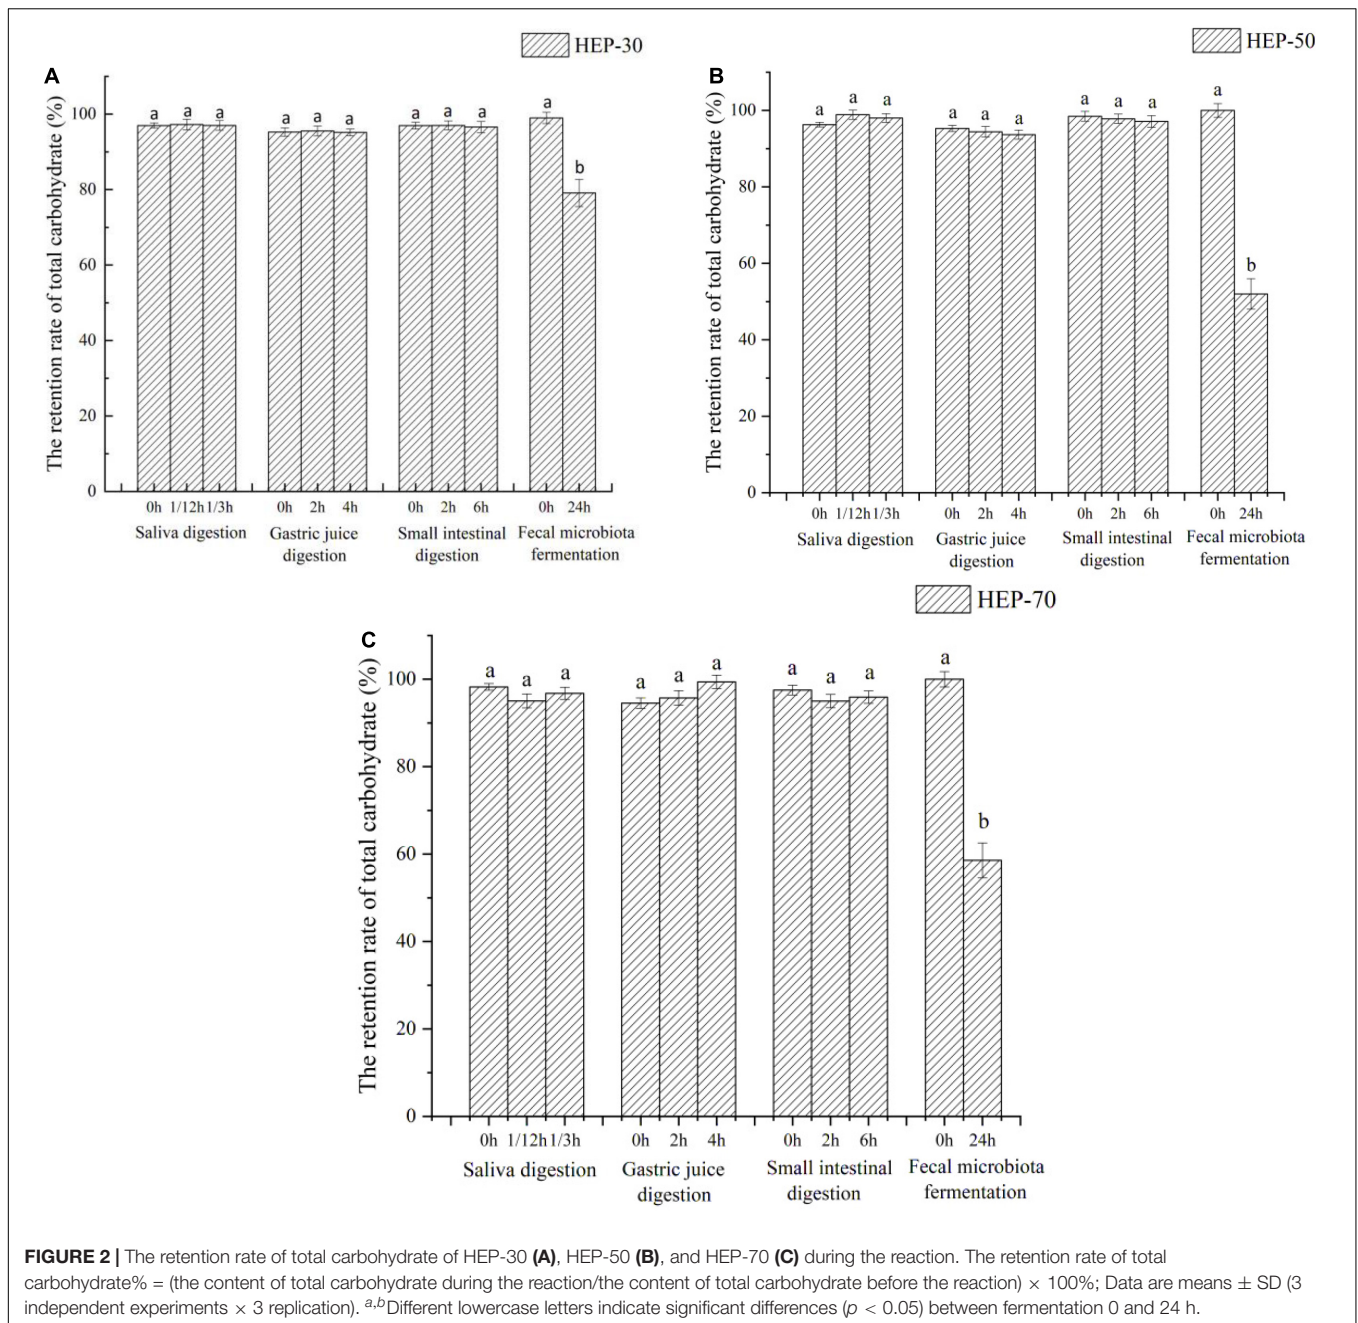 HEP-30
A
The retention rate of total carbohydrate (%)
100
80
60
40
20
0
a a a a a a a a a a b
0h 1/12h 1/3h 0h 2h 4h 0h 2h 6h 0h 24h
Saliva digestion Gastric juice digestion Small intestinal digestion Fecal microbiota fermentation
HEP-50
B
The retention rate of total carbohydrate (%)
100
80
60
40
20
0
a a a a a a a a a a b
0h 1/12h 1/3h 0h 2h 4h 0h 2h 6h 0h 24h
Saliva digestion Gastric juice digestion Small intestinal digestion Fecal microbiota fermentation
HEP-70
C
The retention rate of total carbohydrate (%)
100
80
60
40
20
0
a a a a a a a a a a b
0h 1/12h 1/3h 0h 2h 4h 0h 2h 6h 0h 24h
Saliva digestion Gastric juice digestion Small intestinal digestion Fecal microbiota fermentation
FIGURE 2 | The retention rate of total carbohydrate of HEP-30 (A), HEP-50 (B), and HEP-70 (C) during the reaction. The retention rate of total
carbohydrate% = (the content of total carbohydrate during the reaction/the content of total carbohydrate before the reaction) × 100%; Data are means ± SD (3
independent experiments × 3 replication). a,bDifferent lowercase letters indicate significant differences (p < 0.05) between fermentation 0 and 24 h.